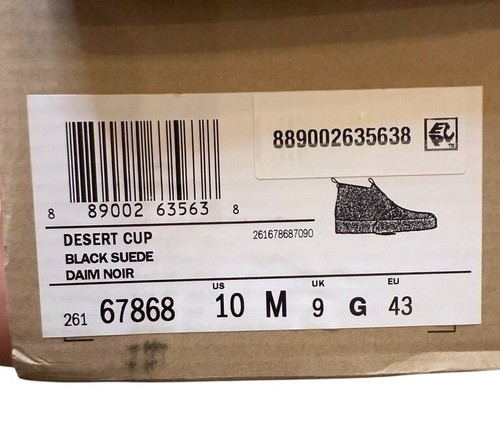 889002635638
8 89002 63563 8
DESERT CUP
261678687090
BLACK SUEDE
DAIM NOIR
US UK EU
261 67868 10 M 9 G 43